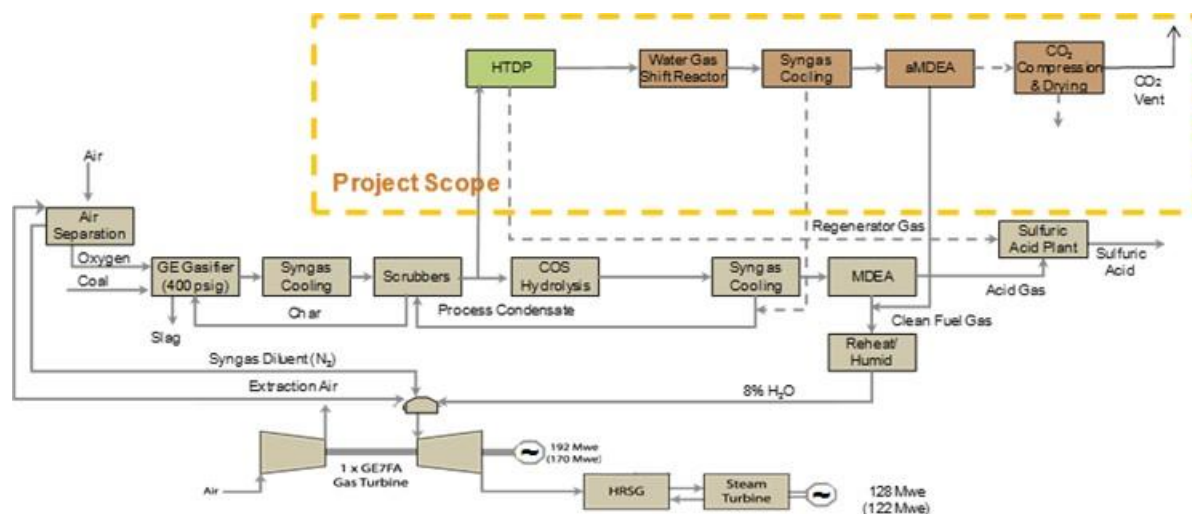 HTDP
Water Gas
Shift Reactor
Syngas
Cooling
aMDEA
CO₂
Compression
& Drying
CO₂
Vent
Project Scope
Air
Air
Separation
Oxygen
Coal
GE Gasifier
(400 psig)
Slag
Syngas
Cooling
Scrubbers
Char
COS
Hydrolysis
Process Condensate
Syngas
Cooling
MDEA
Regenerator Gas
Sulfuric
Acid Plant
Sulfuric
Acid
Acid Gas
Clean Fuel Gas
Reheat/
Humid
8% H₂O
Syngas Diluent (N₂)
Extraction Air
Air
1 x GE7FA
Gas Turbine
~
192 Mwe
(170 Mwe)
HRSG
Steam
Turbine
~
128 Mwe
(122 Mwe)